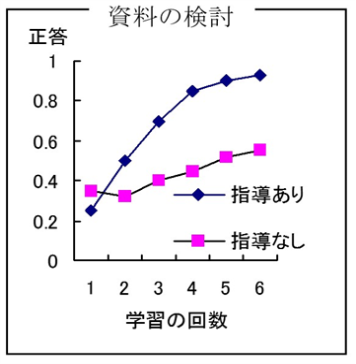 資料の検討
正答
1
0.8
0.6
0.4
0.2
0
指導あり
指導なし
1 2 3 4 5 6
学習の回数